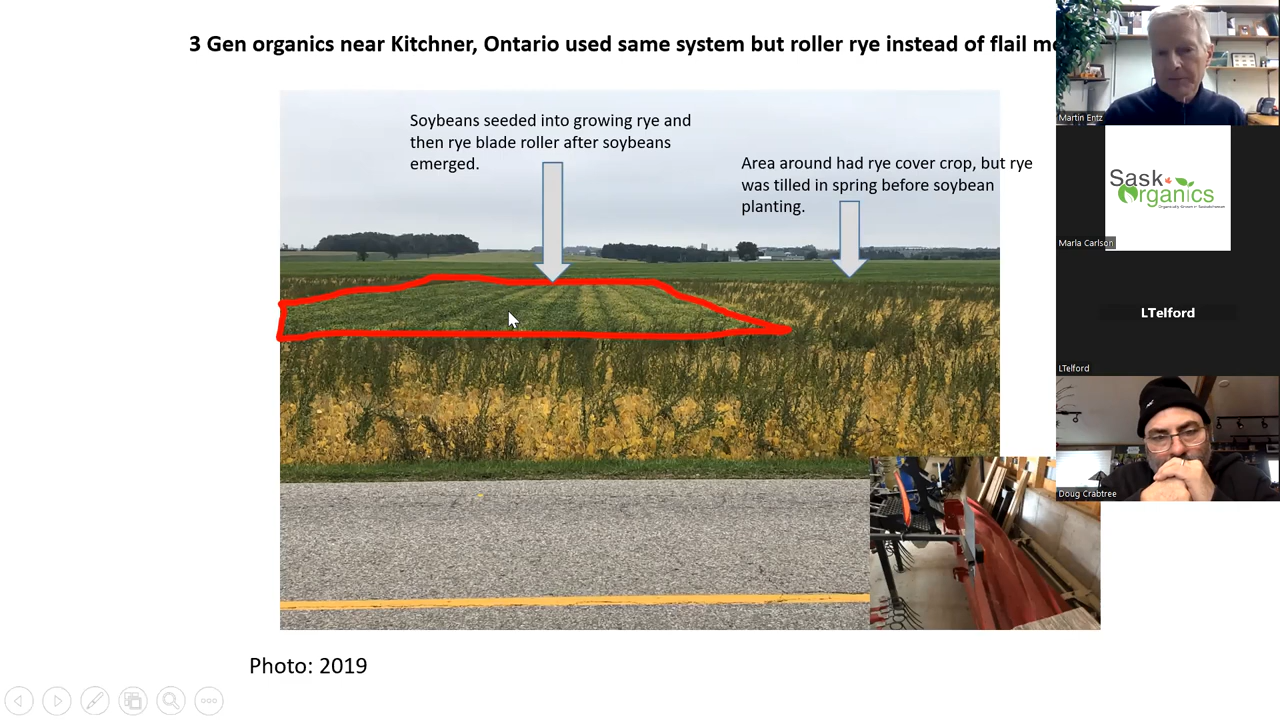 3 Gen organics near Kitchner, Ontario used same system but roller rye instead of flail
Soybeans seeded into growing rye and
then rye blade roller after soybeans
emerged.
Area around had rye cover crop, but rye
was tilled in spring before soybean
planting.
Photo: 2019
Martin Entz
Sask
Organics
Marla Carlson
LTelford
LTelford
Doug Crabtree